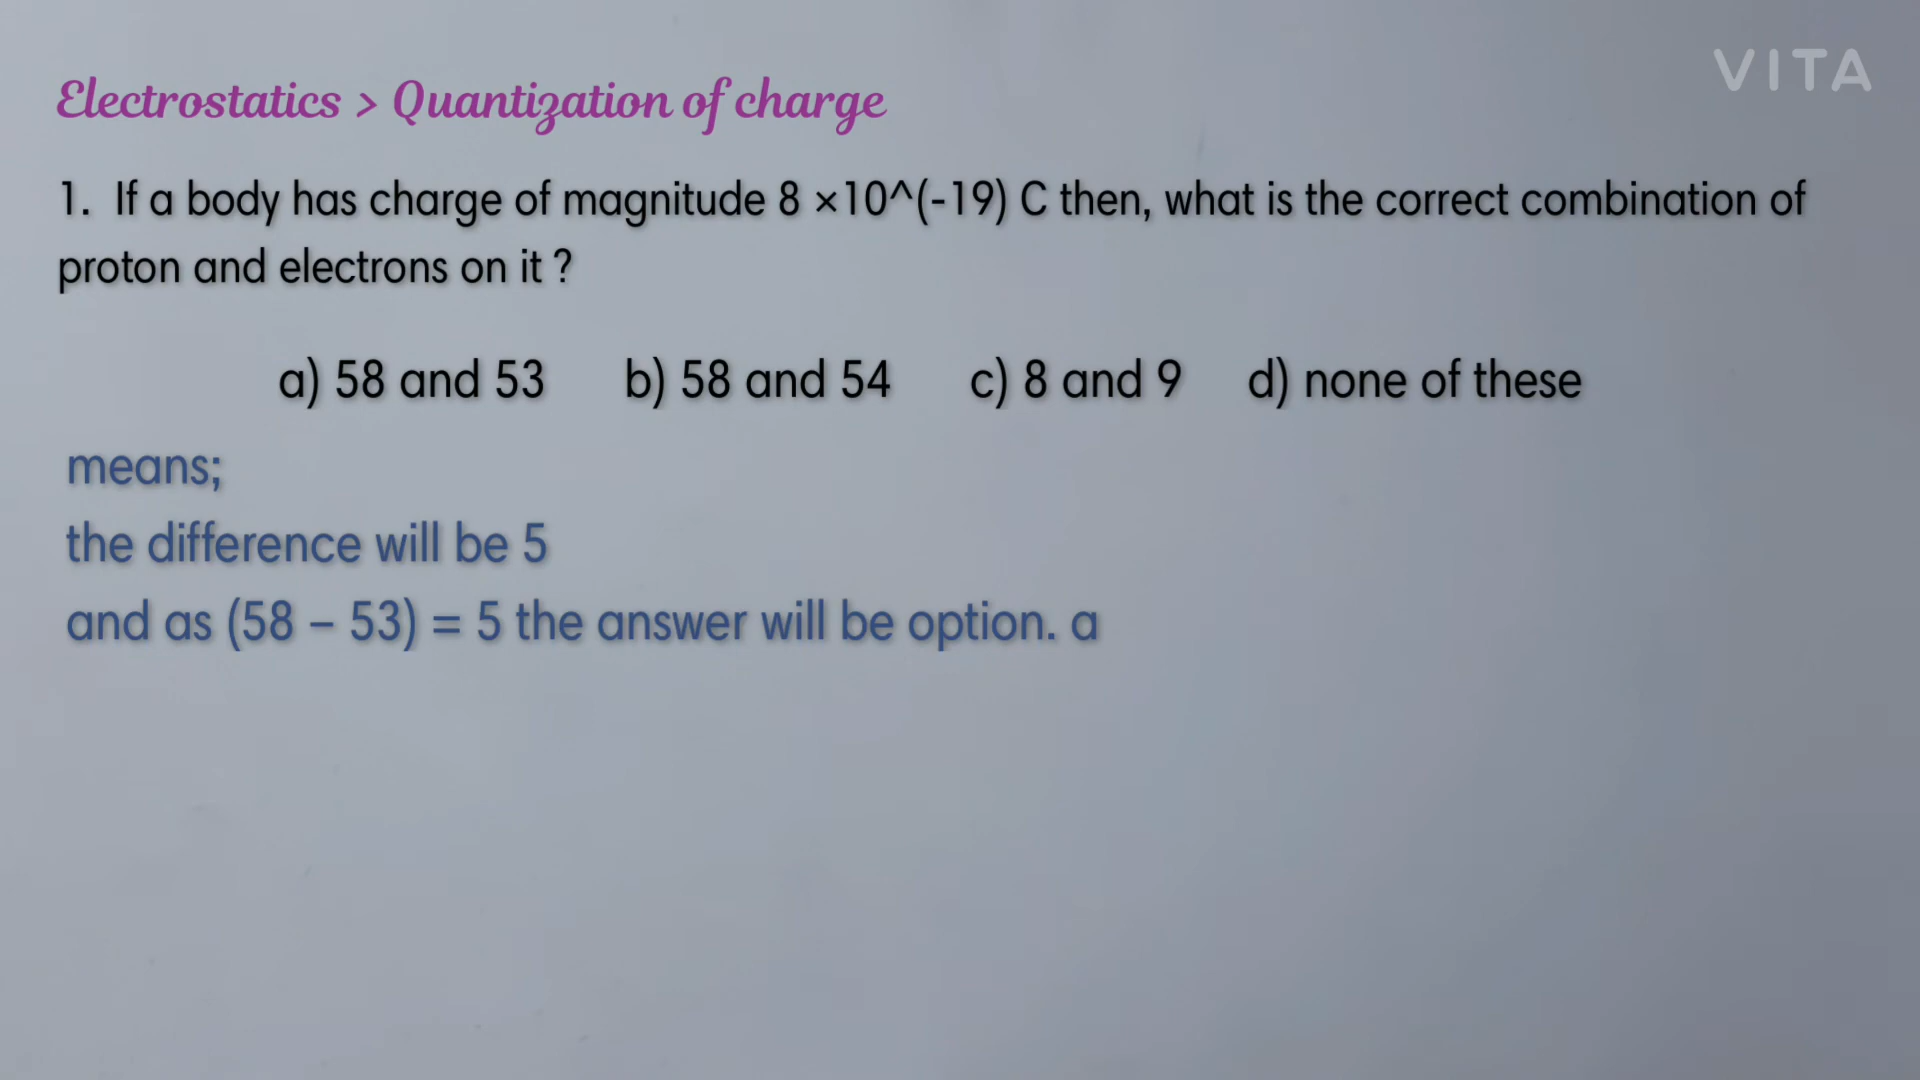 VITA
Electrostatics > Quantization of charge
1. If a body has charge of magnitude 8 ×10^(-19) C then, what is the correct combination of
proton and electrons on it ?
a) 58 and 53 b) 58 and 54 c) 8 and 9 d) none of these
means;
the difference will be 5
and as (58 – 53) = 5 the answer will be option. a